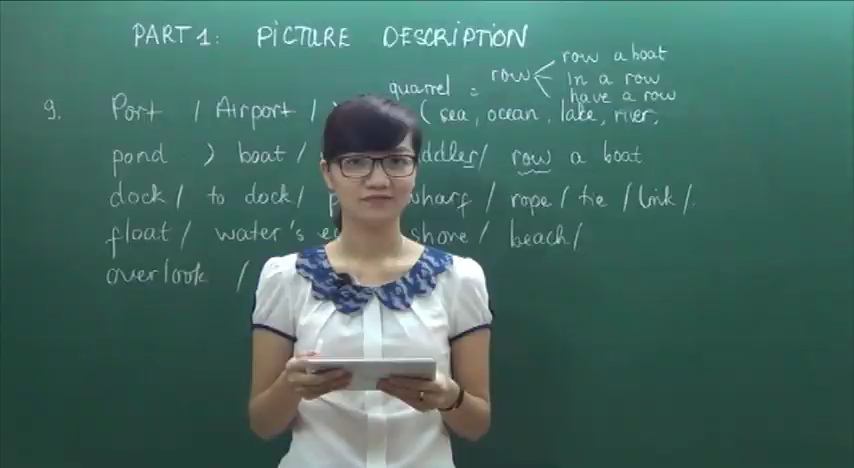 PART 1: PICTURE DESCRIPTION
row a boat
quarrel = row in a row
have a row
9. Port / Airport / ( sea, ocean, lake, river,
pond ) boat / ddler / row a boat
dock / to dock / wharf / rope / tie / link /
float / water's e shore / beach /
overlook /